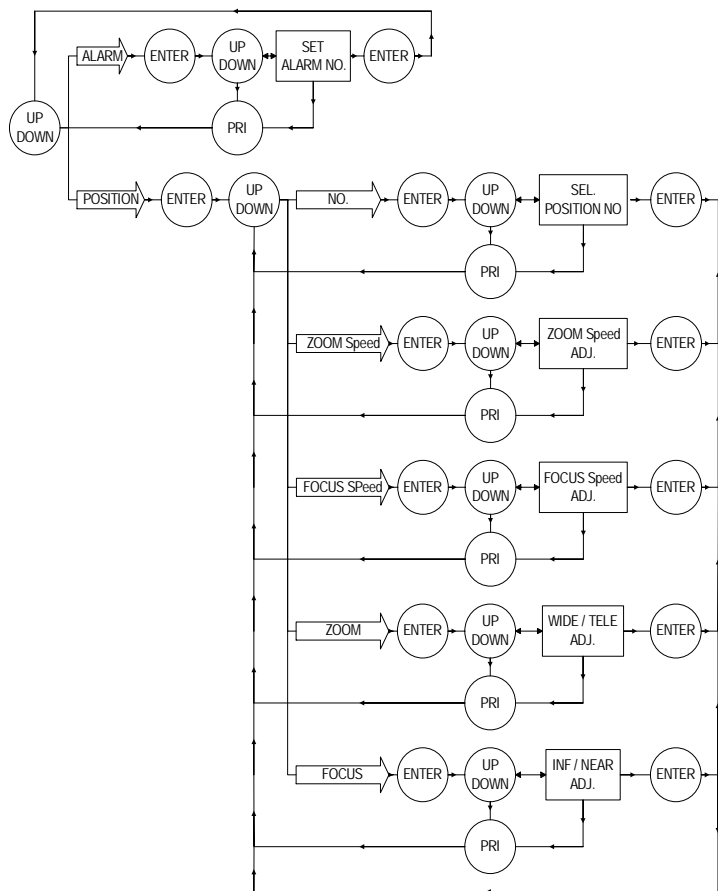 ALARM
ENTER
UP
DOWN
SET
ALARM NO.
ENTER
UP
DOWN
PRI
POSITION
ENTER
UP
DOWN
NO.
ENTER
UP
DOWN
SEL.
POSITION NO
ENTER
PRI
ZOOM Speed
ENTER
UP
DOWN
ZOOM Speed
ADJ.
ENTER
PRI
FOCUS SPeed
ENTER
UP
DOWN
FOCUS Speed
ADJ.
ENTER
PRI
ZOOM
ENTER
UP
DOWN
WIDE / TELE
ADJ.
ENTER
PRI
FOCUS
ENTER
UP
DOWN
INF / NEAR
ADJ.
ENTER
PRI